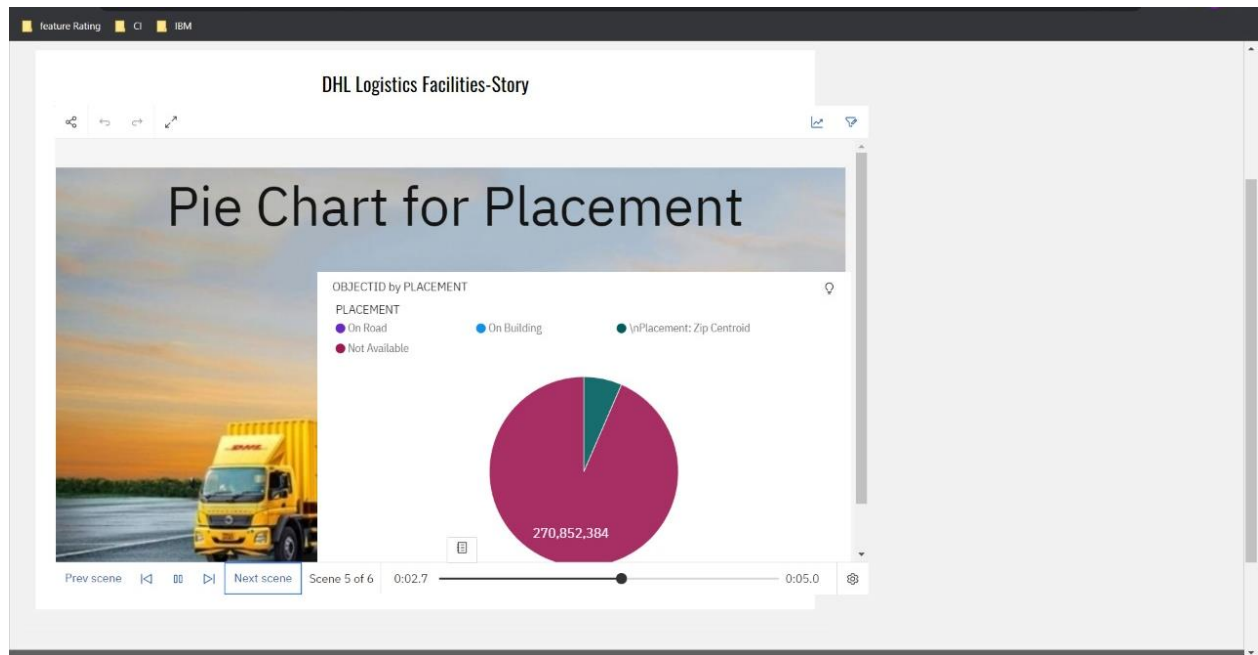 feature Rating CI IBM
DHL Logistics Facilities-Story
Pie Chart for Placement
OBJECTID by PLACEMENT
PLACEMENT
On Road On Building \nPlacement: Zip Centroid
Not Available
270,852,384
Prev scene Next scene Scene 5 of 6 0:02.7 0:05.0